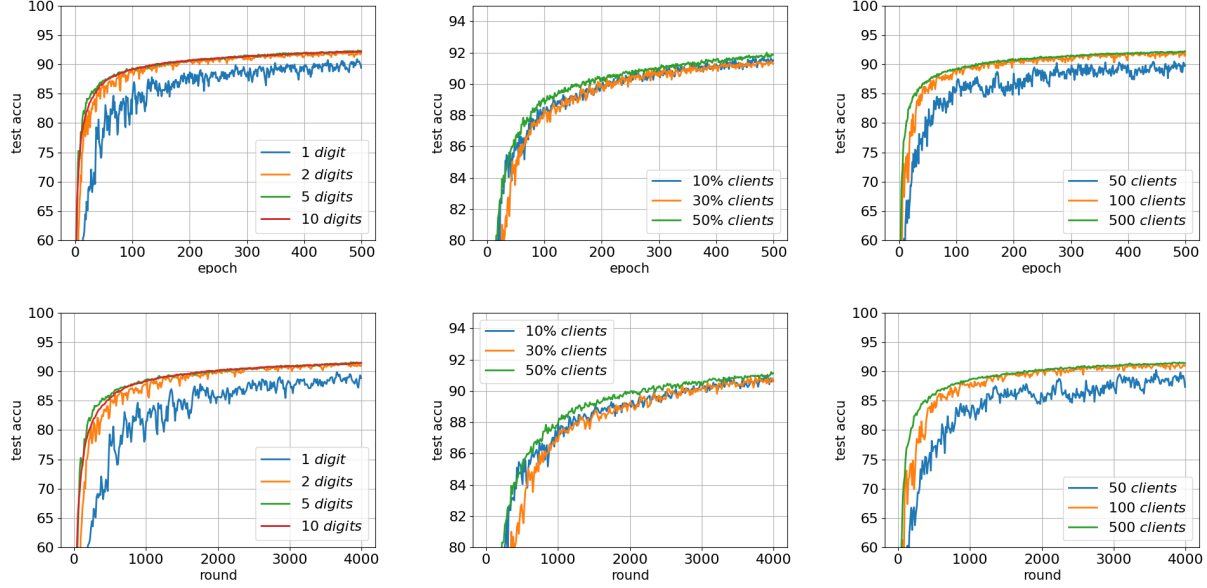 100
95
90
85
80
75
70
65
60
test accu
0 100 200 300 400 500
epoch
1 digit
2 digits
5 digits
10 digits
94
92
90
88
86
84
82
80
test accu
0 100 200 300 400 500
epoch
10% clients
30% clients
50% clients
100
95
90
85
80
75
70
65
60
test accu
0 100 200 300 400 500
epoch
50 clients
100 clients
500 clients
100
95
90
85
80
75
70
65
60
test accu
0 1000 2000 3000 4000
round
1 digit
2 digits
5 digits
10 digits
94
92
90
88
86
84
82
80
test accu
0 1000 2000 3000 4000
round
10% clients
30% clients
50% clients
100
95
90
85
80
75
70
65
60
test accu
0 1000 2000 3000 4000
round
50 clients
100 clients
500 clients